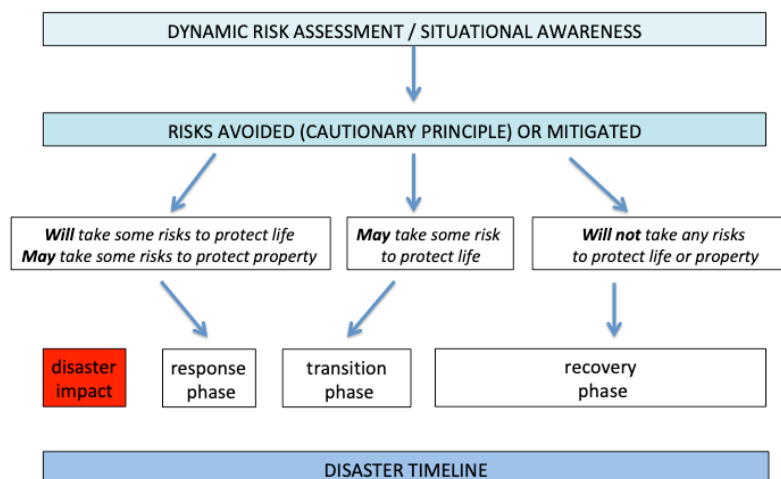 DYNAMIC RISK ASSESSMENT / SITUATIONAL AWARENESS
RISKS AVOIDED (CAUTIONARY PRINCIPLE) OR MITIGATED
Will take some risks to protect life
May take some risks to protect property
May take some risk
to protect life
Will not take any risks
to protect life or property
disaster
impact
response
phase
transition
phase
recovery
phase
DISASTER TIMELINE